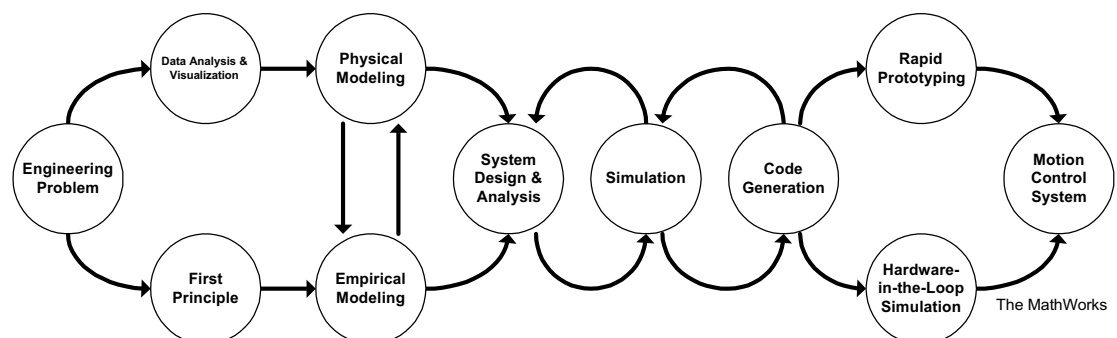 Engineering
Problem
Data Analysis &
Visualization
First
Principle
Physical
Modeling
Empirical
Modeling
System
Design &
Analysis
Simulation
Code
Generation
Rapid
Prototyping
Hardware-
in-the-Loop
Simulation
Motion
Control
System
The MathWorks